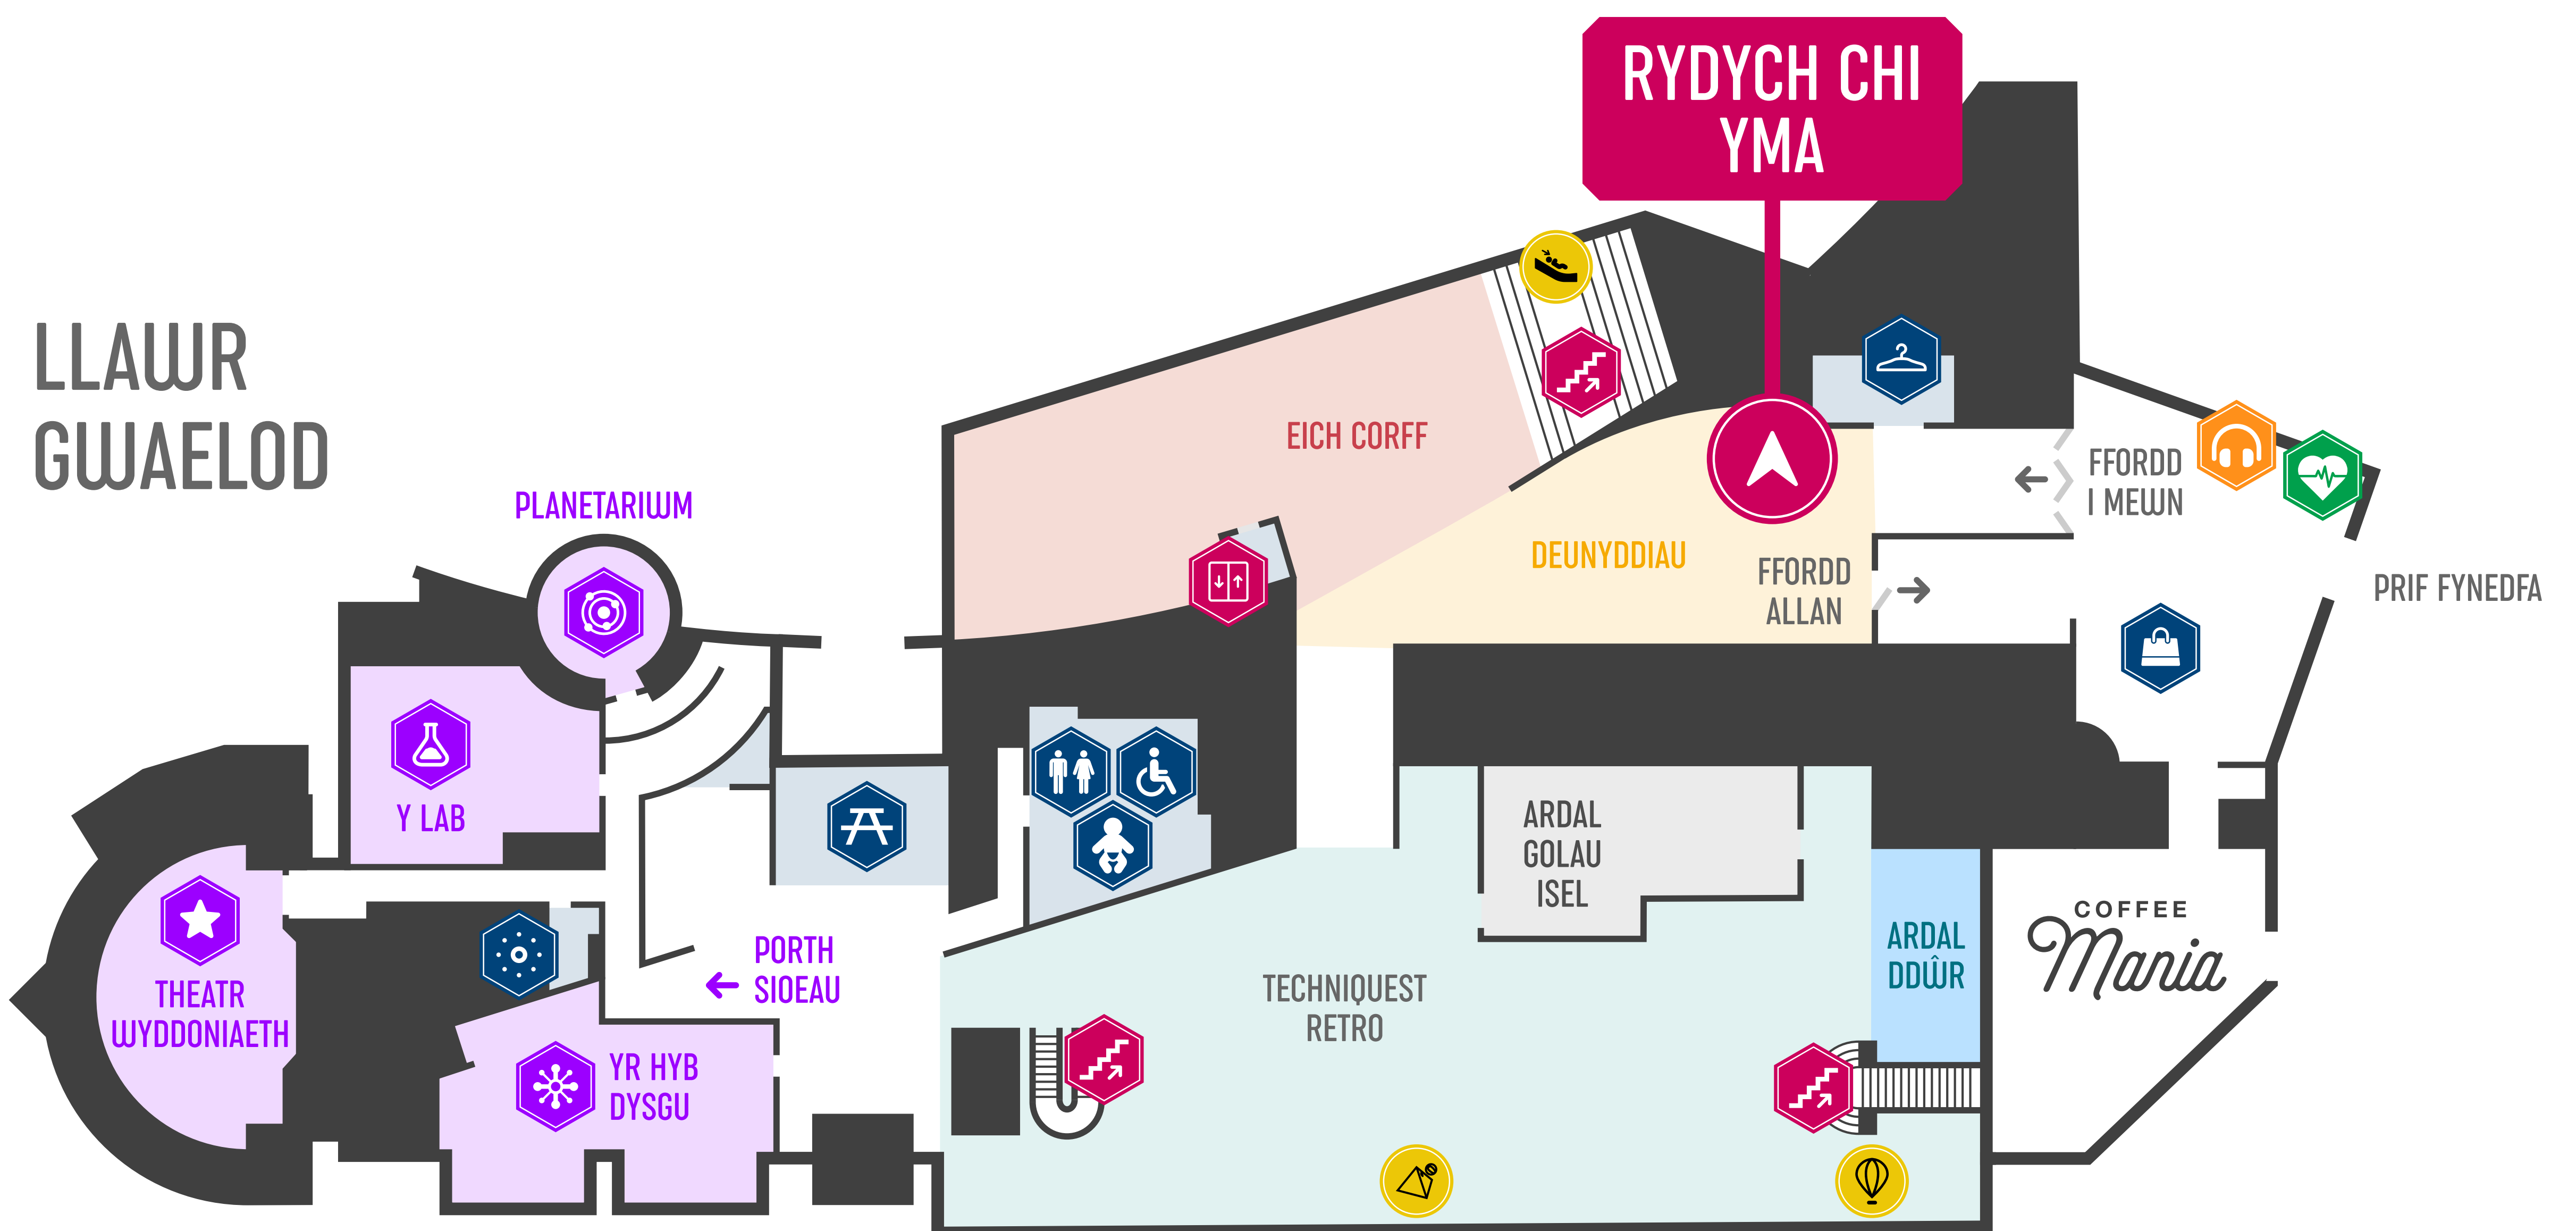 RYDYCH CHI
YMA
LLAWR
GWAELOD
EICH CORFF
FFORDD
I MEWN
PLANETARIWM
DEUNYDDIAU
FFORDD
ALLAN
PRIF FYNEDFA
Y LAB
ARDAL
GOLAU
ISEL
COFFEE
Mania
ARDAL
DDŴR
PORTH
SIOEAU
THEATR
WYDDONIAETH
TECHNIQUEST
RETRO
YR HYB
DYSGU